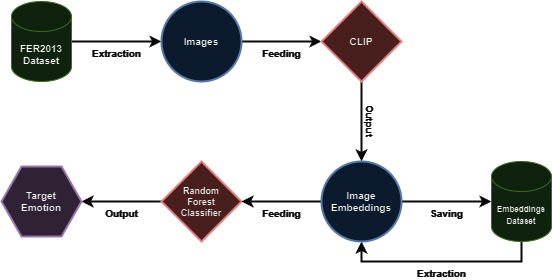 FER2013
Dataset
Extraction
Images
Feeding
CLIP
Output
Target
Emotion
Output
Random
Forest
Classifier
Feeding
Image
Embeddings
Saving
Embeddings
Dataset
Extraction